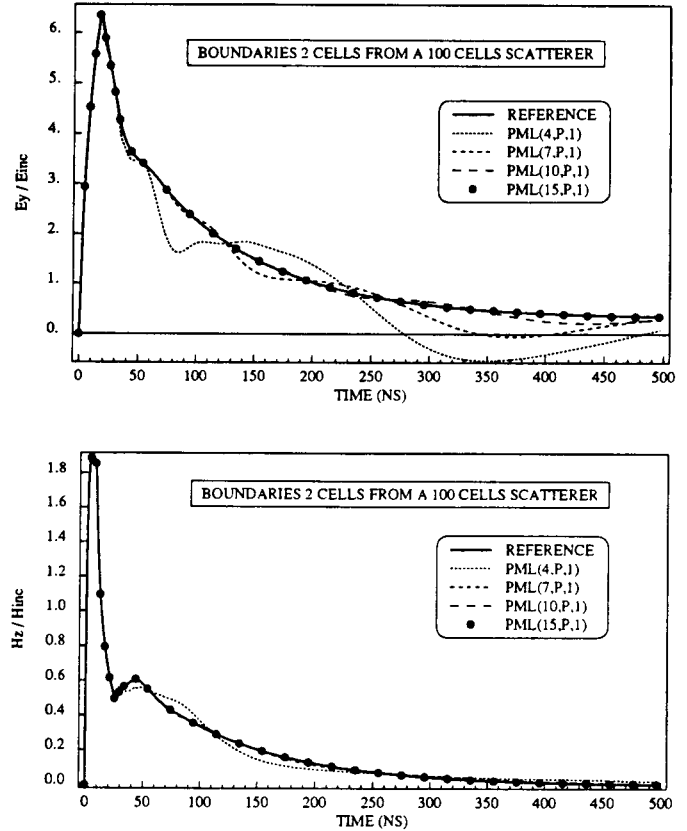 6.
5.
4.
3.
2.
1.
0.
Ey / Einc
BOUNDARIES 2 CELLS FROM A 100 CELLS SCATTERER
REFERENCE
PML(4,P,1)
PML(7,P,1)
PML(10,P,1)
PML(15,P,1)
0 50 100 150 200 250 300 350 400 450 500
TIME (NS)
1.8
1.6
1.4
1.2
1.0
0.8
0.6
0.4
0.2
0.0
Hz / Hinc
BOUNDARIES 2 CELLS FROM A 100 CELLS SCATTERER
REFERENCE
PML(4,P,1)
PML(7,P,1)
PML(10,P,1)
PML(15,P,1)
0 50 100 150 200 250 300 350 400 450 500
TIME (NS)